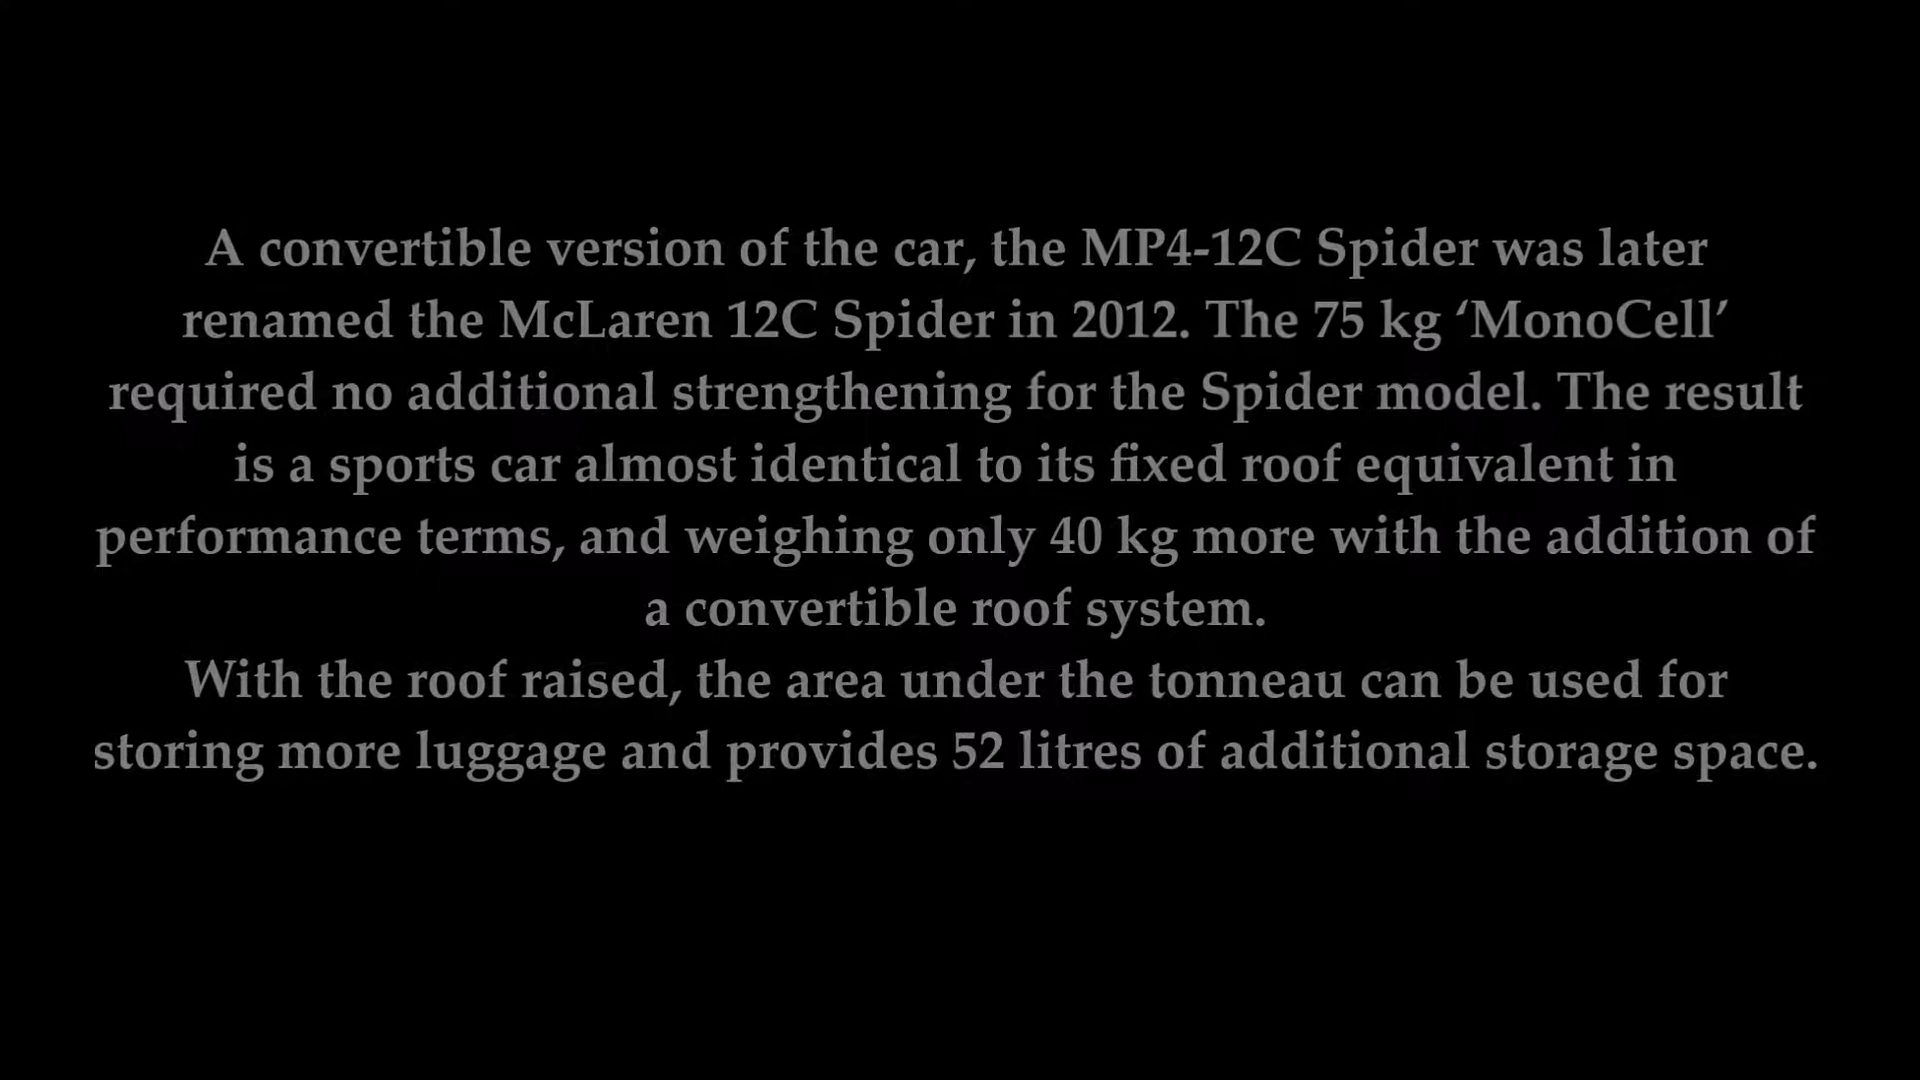 A convertible version of the car, the MP4-12C Spider was later
renamed the McLaren 12C Spider in 2012. The 75 kg ‘MonoCell’
required no additional strengthening for the Spider model. The result
is a sports car almost identical to its fixed roof equivalent in
performance terms, and weighing only 40 kg more with the addition of
a convertible roof system.
With the roof raised, the area under the tonneau can be used for
storing more luggage and provides 52 litres of additional storage space.